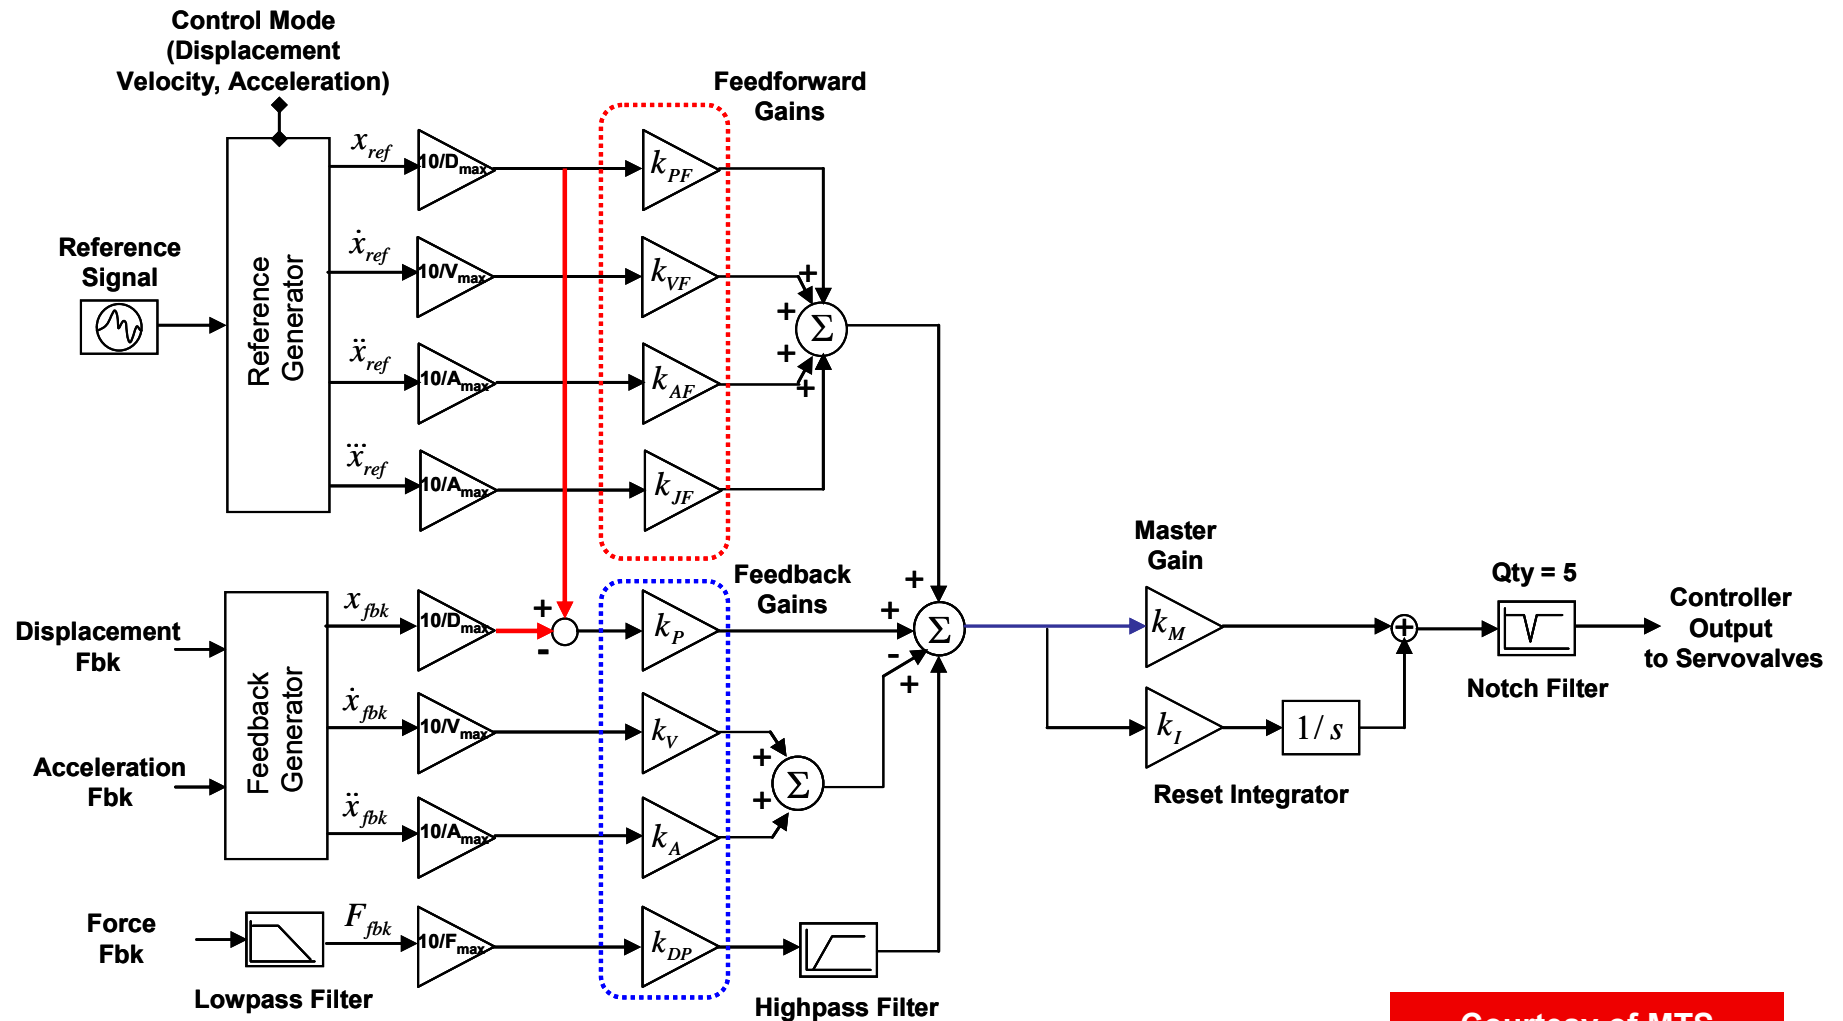 Control Mode
(Displacement
Velocity, Acceleration)
Feedforward
Gains
x_ref
10/D_max
k_PF
Reference
Signal
Reference
Generator
ẋ_ref
10/V_max
k_VF
+
+
Σ
ẍ_ref
10/A_max
k_AF
+
+
x⃛_ref
10/A_max
k_JF
Feedback
Gains
Displacement
Fbk
Acceleration
Fbk
Feedback
Generator
x_fbk
10/D_max
+
-
k_P
+
+
-
+
Σ
ẋ_fbk
10/V_max
k_V
+
+
Σ
ẍ_fbk
10/A_max
k_A
Force
Fbk
Lowpass Filter
F_fbk
10/F_max
k_DP
Highpass Filter
Master
Gain
k_M
k_I
1/s
Reset Integrator
+
Qty = 5
Notch Filter
Controller
Output
to Servovalves
Courtesy of MTS